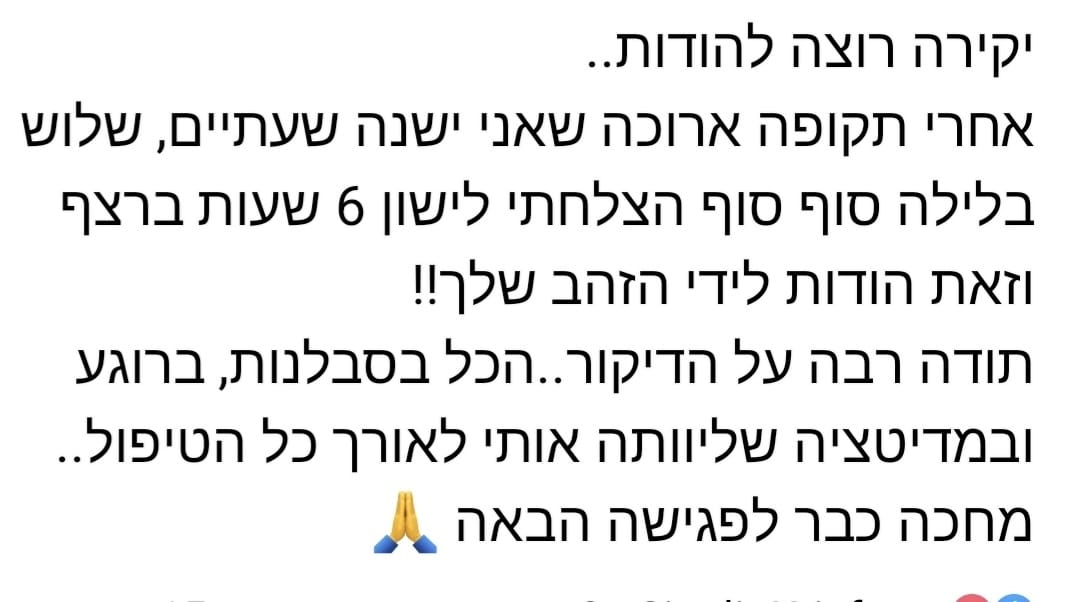 יקירה רוצה להודות..
אחרי תקופה ארוכה שאני ישנה שעתיים, שלוש
בלילה סוף סוף הצלחתי לישון 6 שעות ברצף
וזאת הודות לידי הזהב שלך!!
תודה רבה על הדיקור..הכל בסבלנות, ברוגע
ובמדיטציה שליוותה אותי לאורך כל הטיפול..
מחכה כבר לפגישה הבאה 🙏